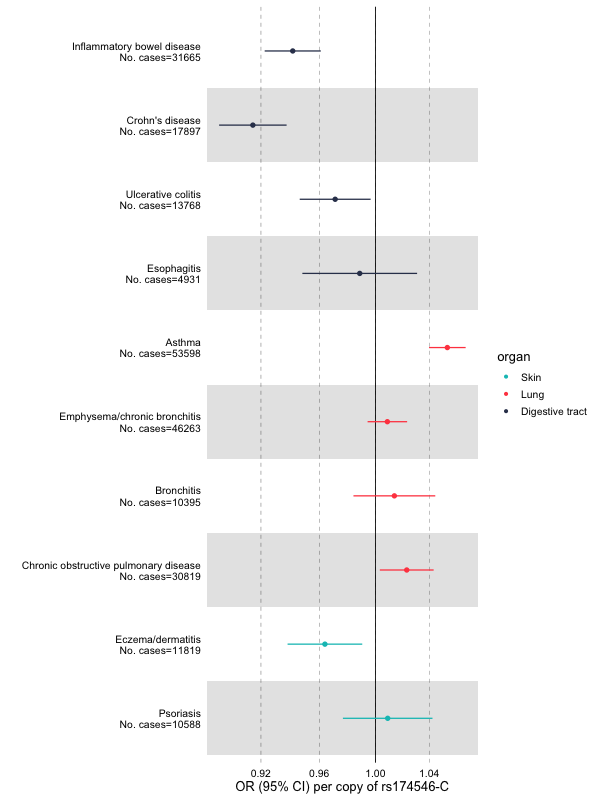 Inflammatory bowel disease
No. cases=31665
Crohn's disease
No. cases=17897
Ulcerative colitis
No. cases=13768
Esophagitis
No. cases=4931
Asthma
No. cases=53598
Emphysema/chronic bronchitis
No. cases=46263
Bronchitis
No. cases=10395
Chronic obstructive pulmonary disease
No. cases=30819
Eczema/dermatitis
No. cases=11819
Psoriasis
No. cases=10588
0.92 0.96 1.00 1.04
OR (95% CI) per copy of rs174546-C
organ
Skin
Lung
Digestive tract